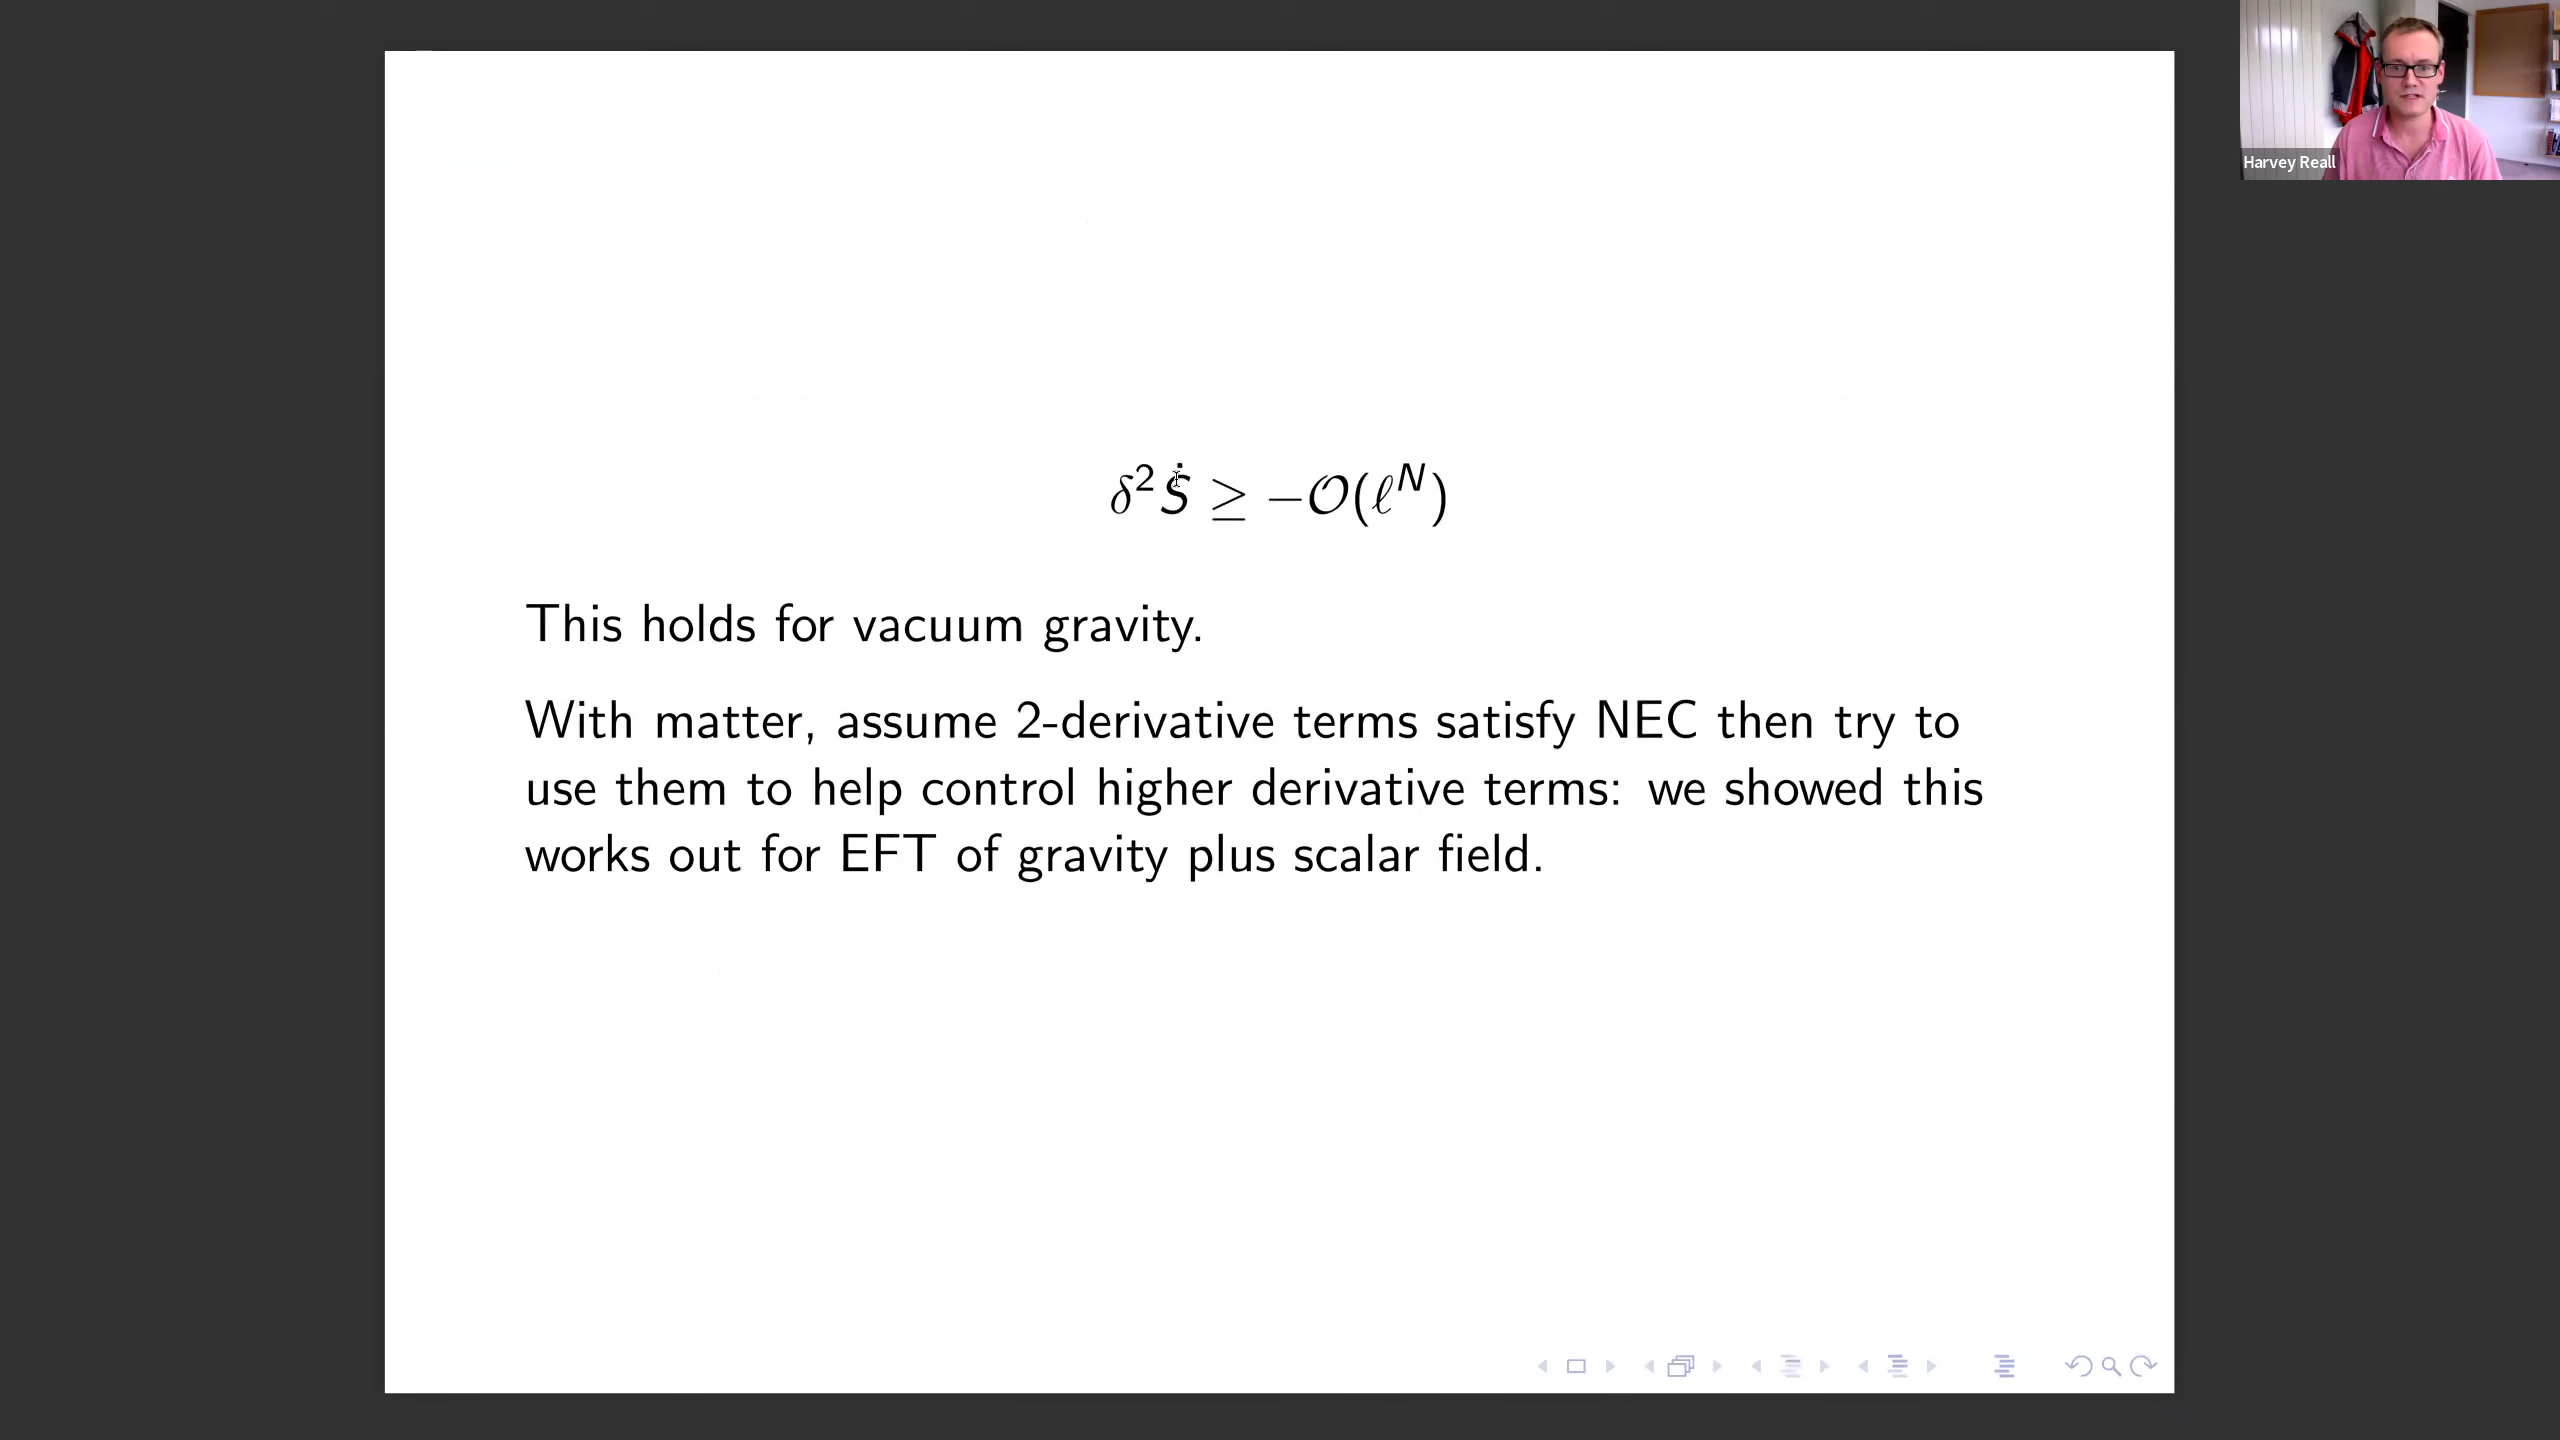 Harvey Reall
δ²Ṡ ≥ −𝒪(ℓᴺ)
This holds for vacuum gravity.
With matter, assume 2-derivative terms satisfy NEC then try to
use them to help control higher derivative terms: we showed this
works out for EFT of gravity plus scalar field.